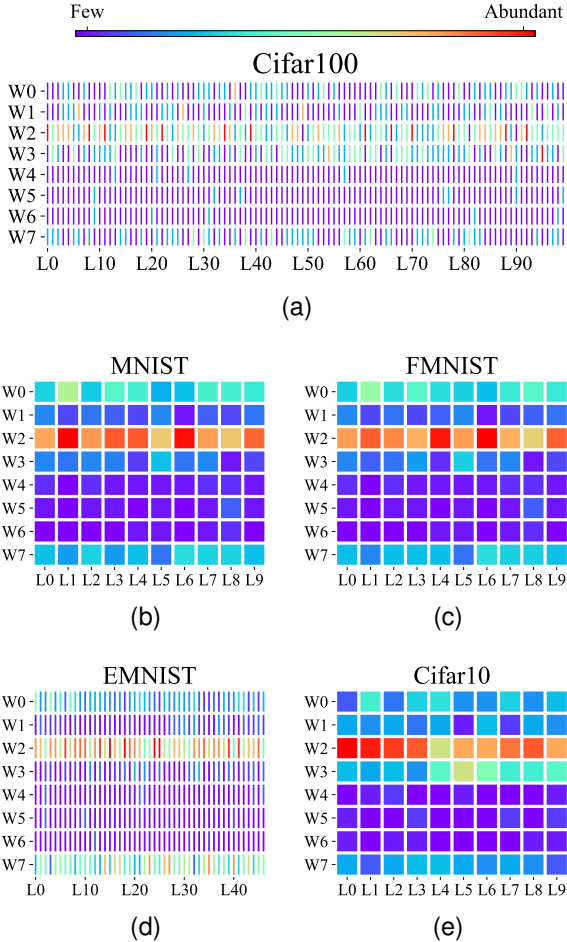 Few Abundant
Cifar100
W0
W1
W2
W3
W4
W5
W6
W7
L0 L10 L20 L30 L40 L50 L60 L70 L80 L90
(a)
MNIST FMNIST
W0 W0
W1 W1
W2 W2
W3 W3
W4 W4
W5 W5
W6 W6
W7 W7
L0 L1 L2 L3 L4 L5 L6 L7 L8 L9 L0 L1 L2 L3 L4 L5 L6 L7 L8 L9
(b) (c)
EMNIST Cifar10
W0 W0
W1 W1
W2 W2
W3 W3
W4 W4
W5 W5
W6 W6
W7 W7
L0 L10 L20 L30 L40 L0 L1 L2 L3 L4 L5 L6 L7 L8 L9
(d) (e)